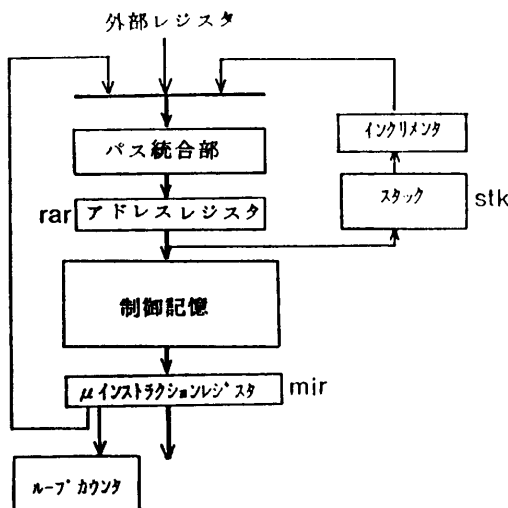 外部レジスタ
インクリメンタ
パス統合部
スタック
stk
rar
アドレスレジスタ
制御記憶
μインストラクションレジスタ
mir
ループカウンタ